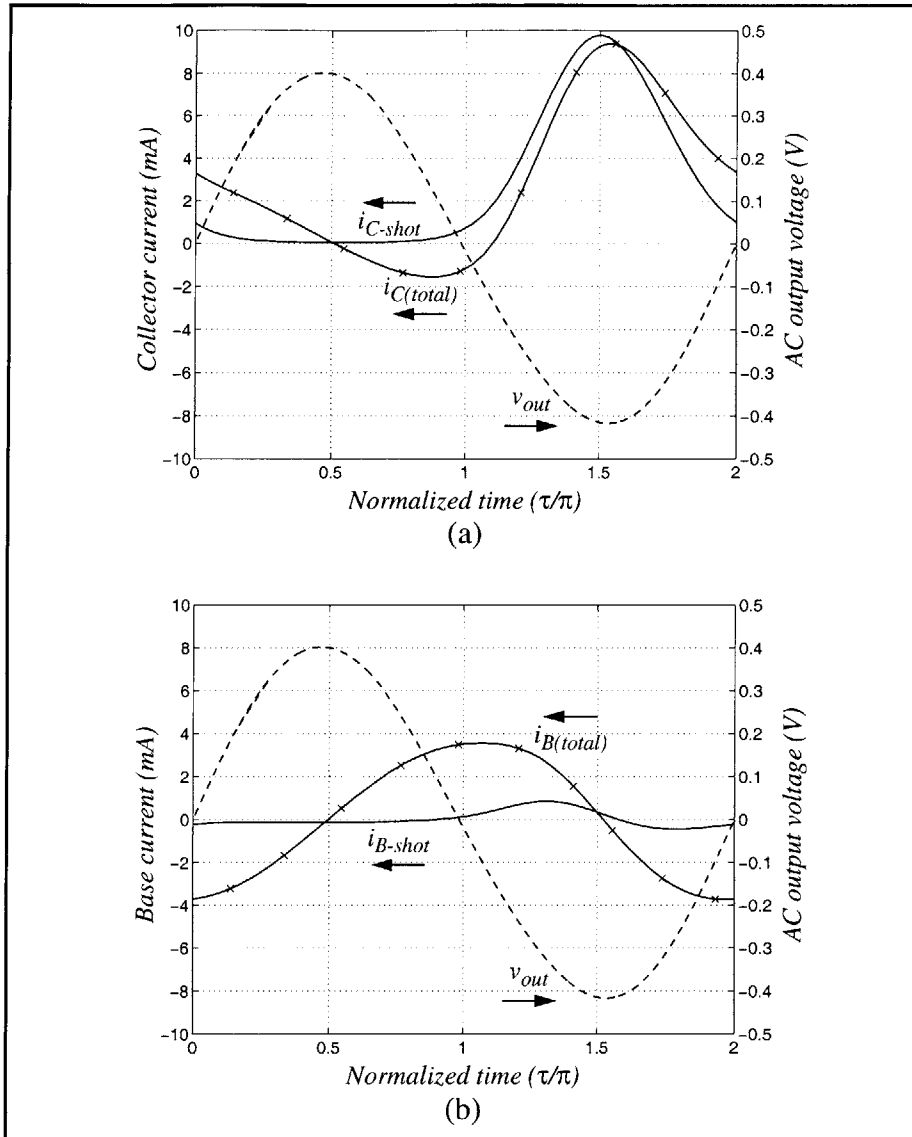 10
8
6
4
2
0
−2
−4
−6
−8
−10
Collector current (mA)
0.5
0.4
0.3
0.2
0.1
0
−0.1
−0.2
−0.3
−0.4
−0.5
AC output voltage (V)
iC-shot
iC(total)
vout
0 0.5 1 1.5 2
Normalized time (τ/π)
(a)
10
8
6
4
2
0
−2
−4
−6
−8
−10
Base current (mA)
0.5
0.4
0.3
0.2
0.1
0
−0.1
−0.2
−0.3
−0.4
−0.5
AC output voltage (V)
iB(total)
iB-shot
vout
0 0.5 1 1.5 2
Normalized time (τ/π)
(b)